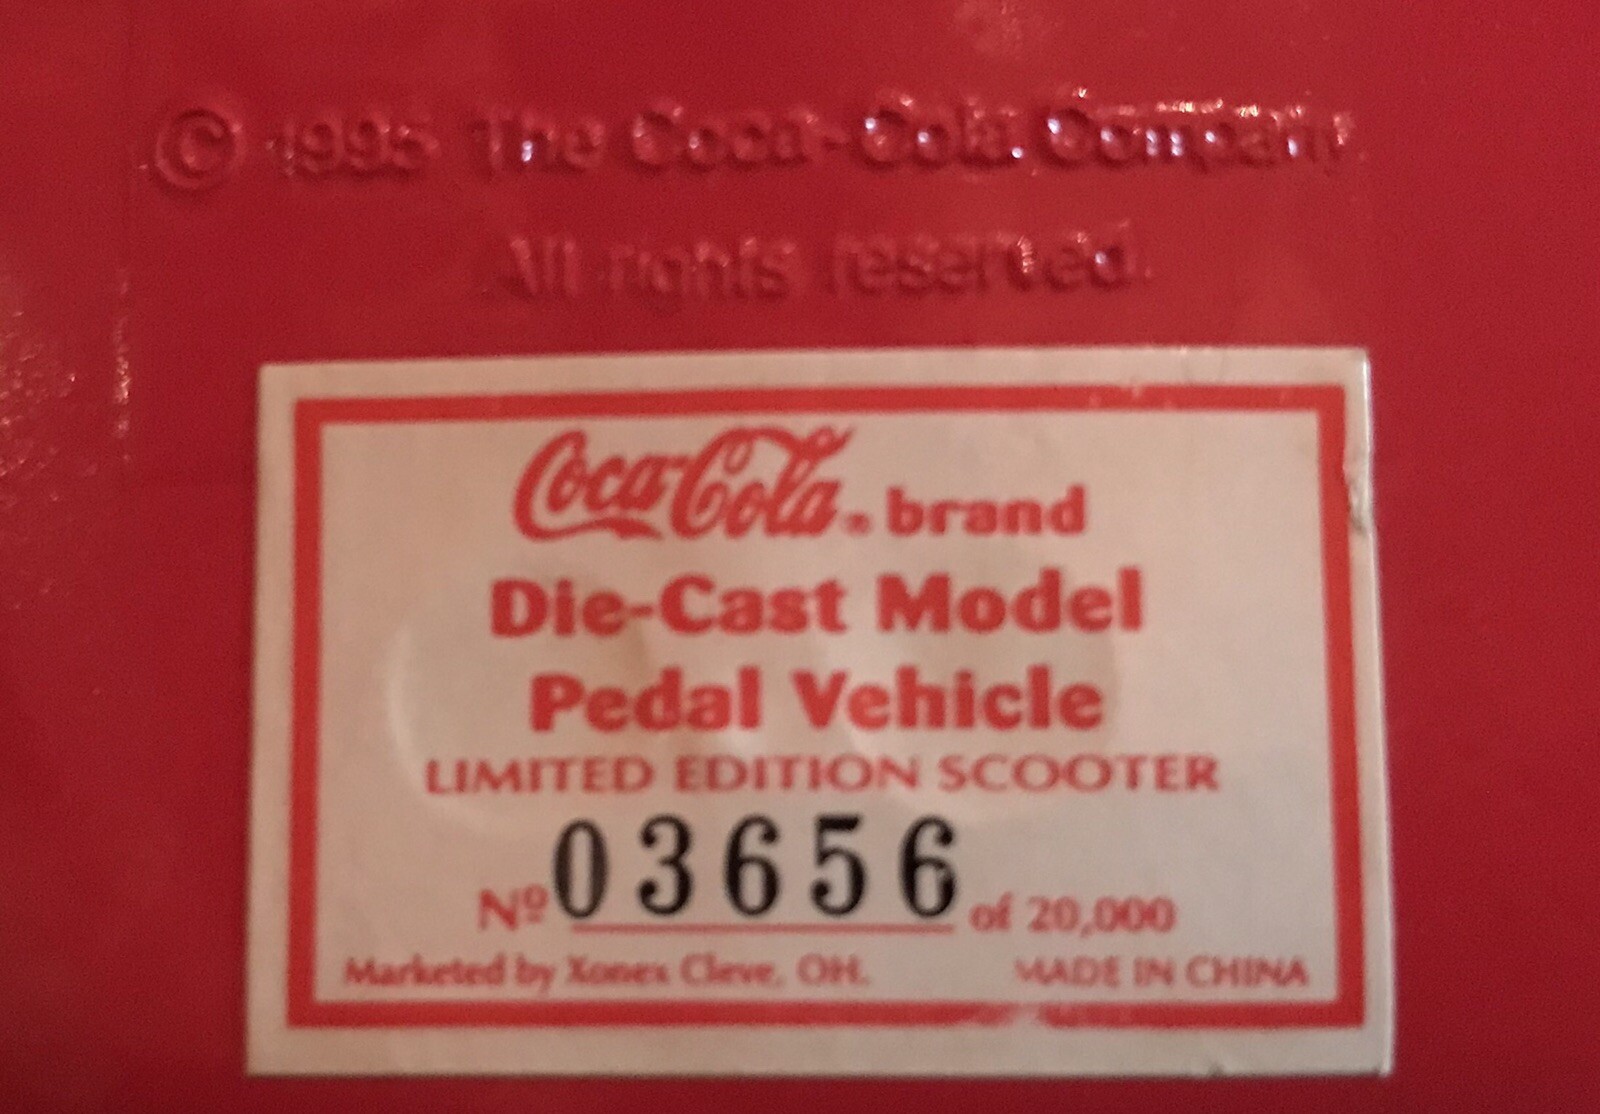 © 1995 The Coca-Cola Company
All rights reserved.
Coca-Cola® brand
Die-Cast Model
Pedal Vehicle
LIMITED EDITION SCOOTER
Nº 03656 of 20,000
Marketed by Xonex Cleve, OH. MADE IN CHINA